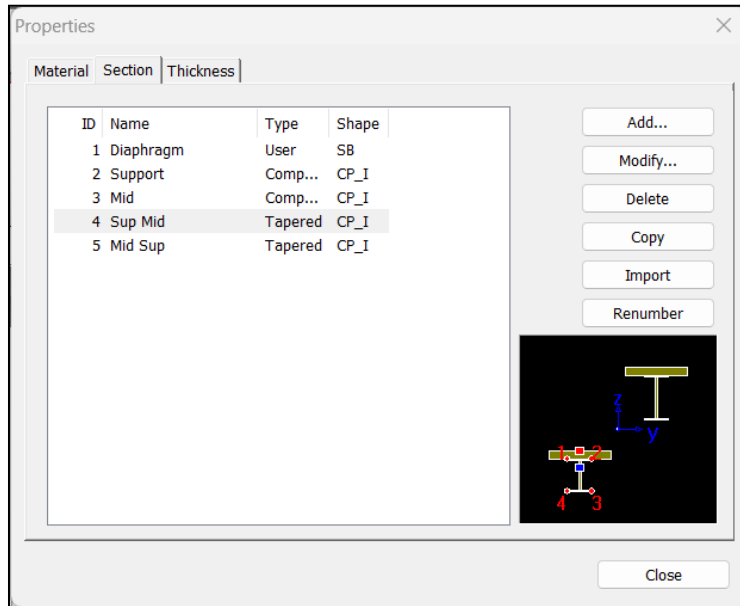 Properties
Material Section Thickness
ID Name Type Shape
1 Diaphragm User SB
2 Support Comp... CP_I
3 Mid Comp... CP_I
4 Sup Mid Tapered CP_I
5 Mid Sup Tapered CP_I
Add...
Modify...
Delete
Copy
Import
Renumber
z
y
1 2
4 3
Close